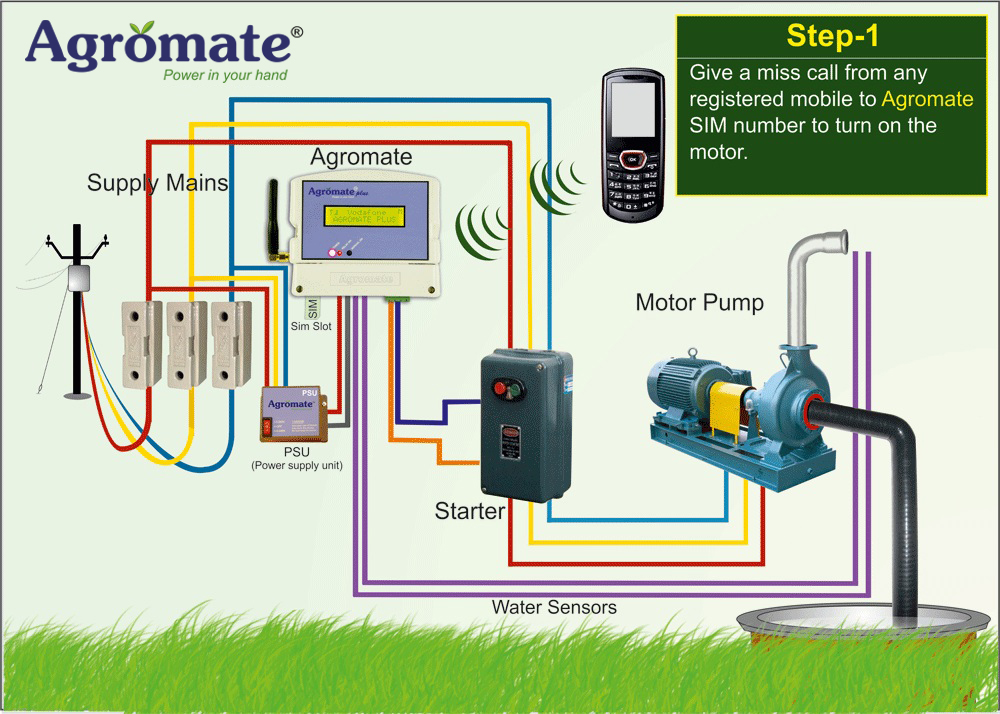 Agromate®
Power in your hand
Step-1
Give a miss call from any
registered mobile to Agromate
SIM number to turn on the
motor.
Agromate
Supply Mains
Agromate plus
Vodafone
AGROMATE PLUS
Agromate
SIM
Sim Slot
Motor Pump
PSU
Agromate
PSU
(Power supply unit)
Starter
Water Sensors